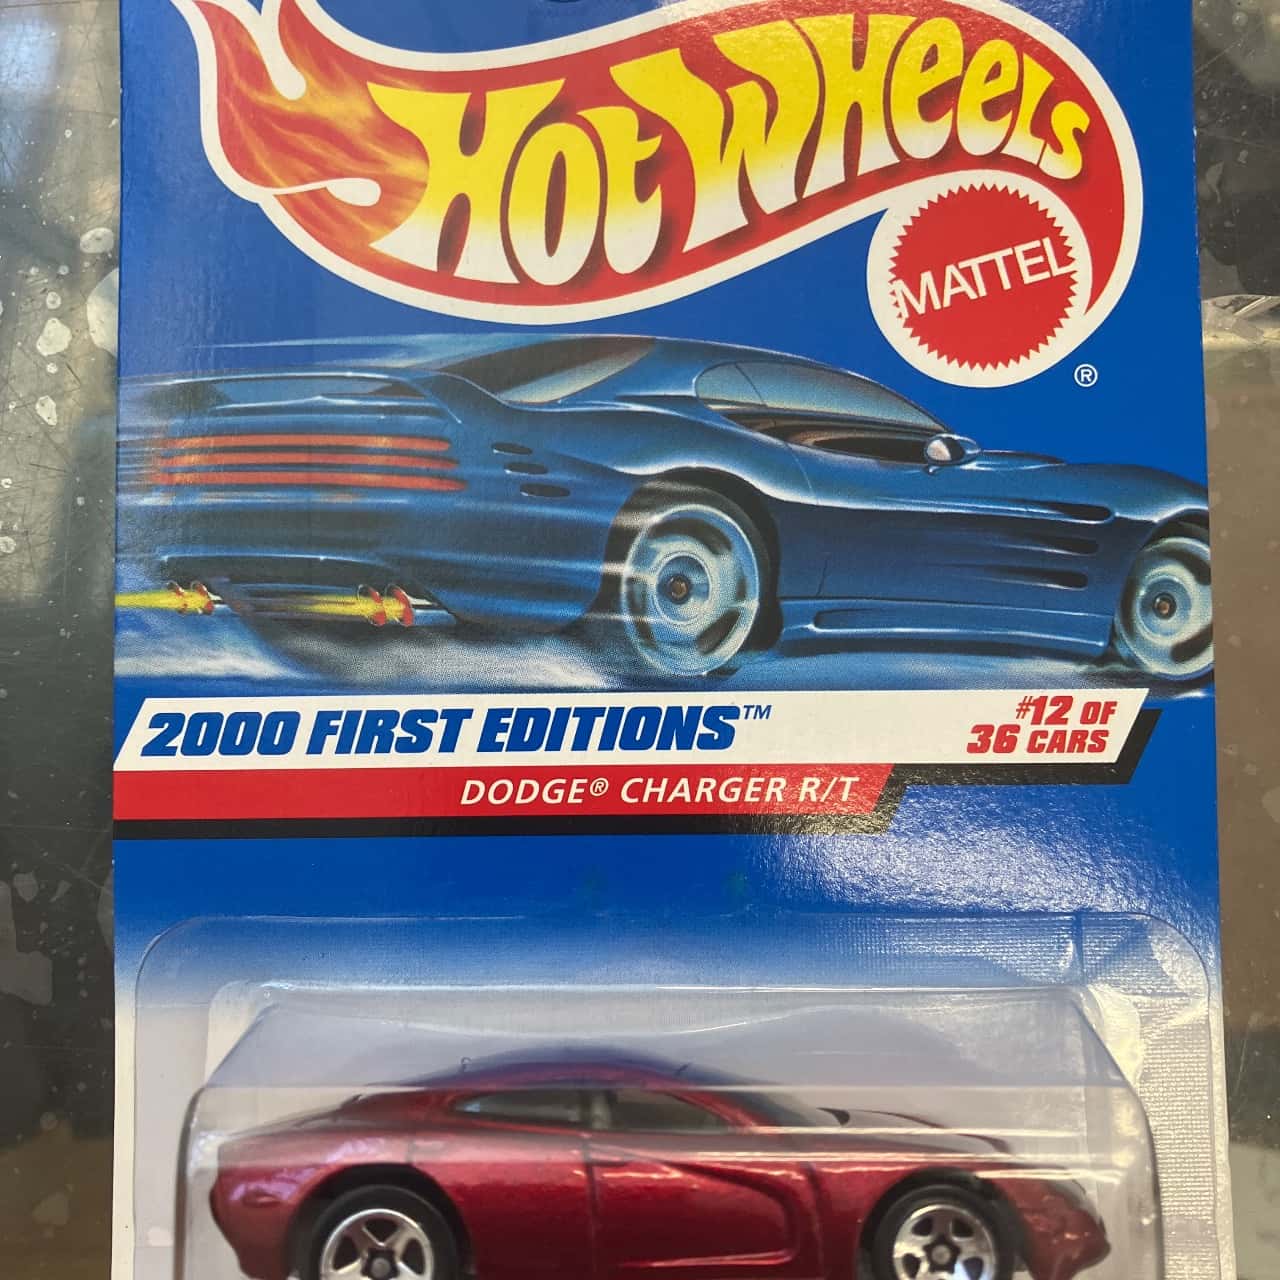 HOT WHEELS
MATTEL
®
2000 FIRST EDITIONS™
#12 OF
36 CARS
DODGE® CHARGER R/T